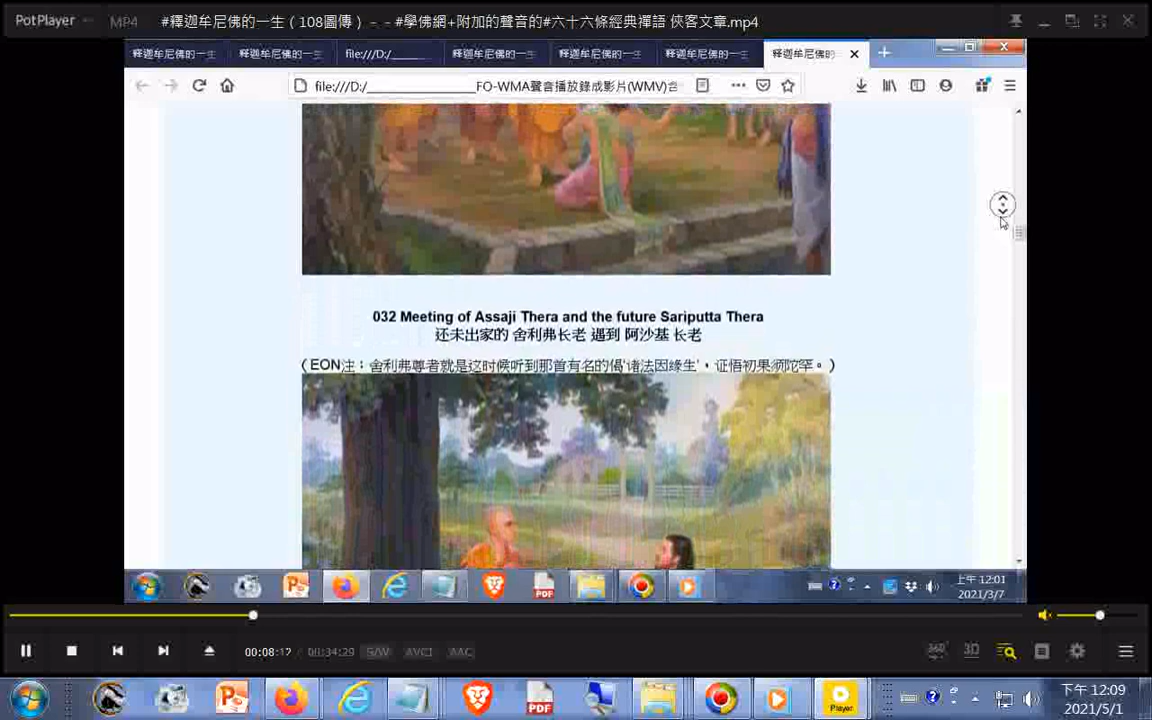 PotPlayer
MP4
#釋迦牟尼佛的一生（108圖傳）﹣﹣#學佛網+附加的聲音的#六十六條經典禪語 俠客文章.mp4
釋迦牟尼佛的一生
釋迦牟尼佛的一生
file:///D:/______
釋迦牟尼佛的一生
釋迦牟尼佛的一生
釋迦牟尼佛的一生
釋迦牟尼佛的一
file:///D:/____________________FO-WMA聲音播放錄成影片(WMV)含
032 Meeting of Assaji Thera and the future Sariputta Thera
还未出家的 舍利弗长老 遇到 阿沙基 长老
（EON注：舍利弗尊者就是这时候听到那首有名的偈‘诸法因缘生’，证悟初果须陀罕。）
PDF
上午 12:01
2021/3/7
00:08:12 / 00:34:29
S/W
AVC1
AAC
360°
3D
PDF
Player
下午 12:09
2021/5/1